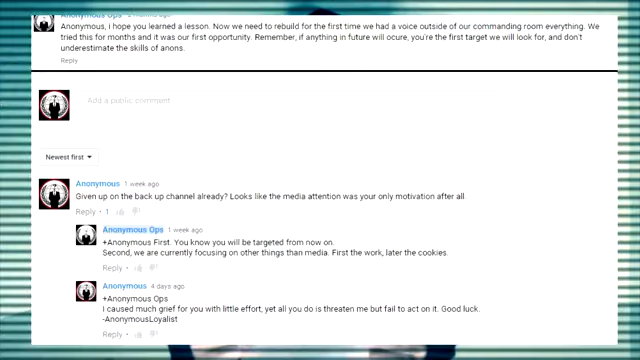 Anonymous Ops 2 months ago
Anonymous, i hope you learned a lesson. Now we need to rebuild for the first time we had a voice outside of our commanding room everything. We
tried this for months and it was our first opportunity. Remember, if anything in future will ocure, you're the first target we will look for, and don't
underestimate the skills of anons.
Reply
Add a public comment
Newest first
Anonymous 1 week ago
Given up on the back up channel already? Looks like the media attention was your only motivation after all
Reply • 1
Anonymous Ops 1 week ago
+Anonymous First. You know you will be targeted from now on.
Second, we are currently focusing on other things than media. First the work, later the cookies.
Reply •
Anonymous 4 days ago
+Anonymous Ops
I caused much grief for you with little effort, yet all you do is threaten me but fail to act on it. Good luck.
-AnonymousLoyalist
Reply •